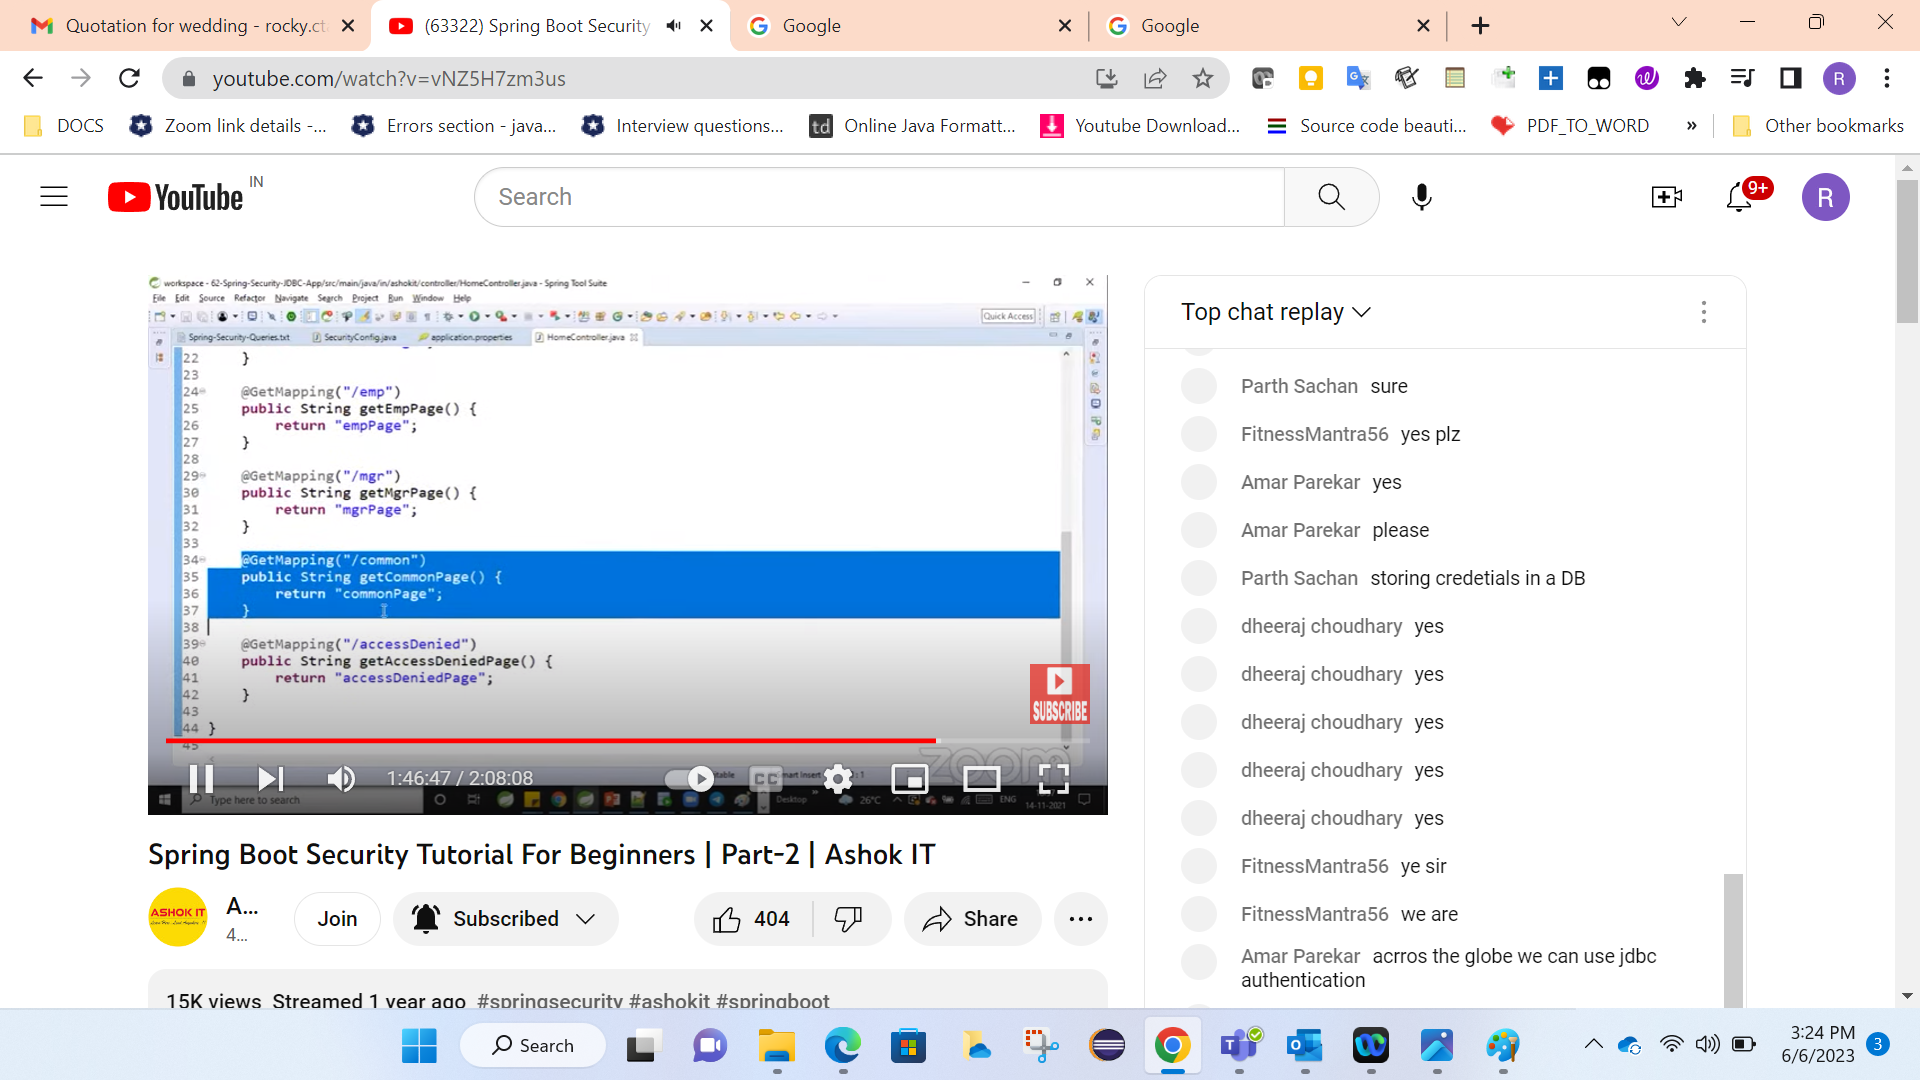 Quotation for wedding - rocky.ct
(63322) Spring Boot Security
Google
Google
youtube.com/watch?v=vNZ5H7zm3us
R
DOCS
Zoom link details -...
Errors section - java...
Interview questions...
td
Online Java Formatt...
Youtube Download...
Source code beauti...
PDF_TO_WORD
»
Other bookmarks
YouTube
IN
Search
9+
R
workspace - 62-Spring-Security-JDBC-App/src/main/java/in/ashokit/controller/HomeController.java - Spring Tool Suite
File Edit Source Refactor Navigate Search Project Run Window Help
Quick Access
Spring-Security-Queries.txt
SecurityConfig.java
application.properties
HomeController.java
22 }
23
24 @GetMapping("/emp")
25 public String getEmpPage() {
26 return "empPage";
27 }
28
29 @GetMapping("/mgr")
30 public String getMgrPage() {
31 return "mgrPage";
32 }
33
34 @GetMapping("/common")
35 public String getCommonPage() {
36 return "commonPage";
37 }
38
39 @GetMapping("/accessDenied")
40 public String getAccessDeniedPage() {
41 return "accessDeniedPage";
42 }
43
44 }
45
SUBSCRIBE
zoom
1:46:47 / 2:08:08
CC
Type here to search
Desktop
26°C
ENG
14-11-2021
Spring Boot Security Tutorial For Beginners | Part-2 | Ashok IT
ASHOK IT
A...
4...
Join
Subscribed
404
Share
15K views Streamed 1 year ago #springsecurity #ashokit #springboot
Top chat replay
Parth Sachan sure
FitnessMantra56 yes plz
Amar Parekar yes
Amar Parekar please
Parth Sachan storing credetials in a DB
dheeraj choudhary yes
dheeraj choudhary yes
dheeraj choudhary yes
dheeraj choudhary yes
dheeraj choudhary yes
FitnessMantra56 ye sir
FitnessMantra56 we are
Amar Parekar acrros the globe we can use jdbc
authentication
Search
3:24 PM
6/6/2023
3